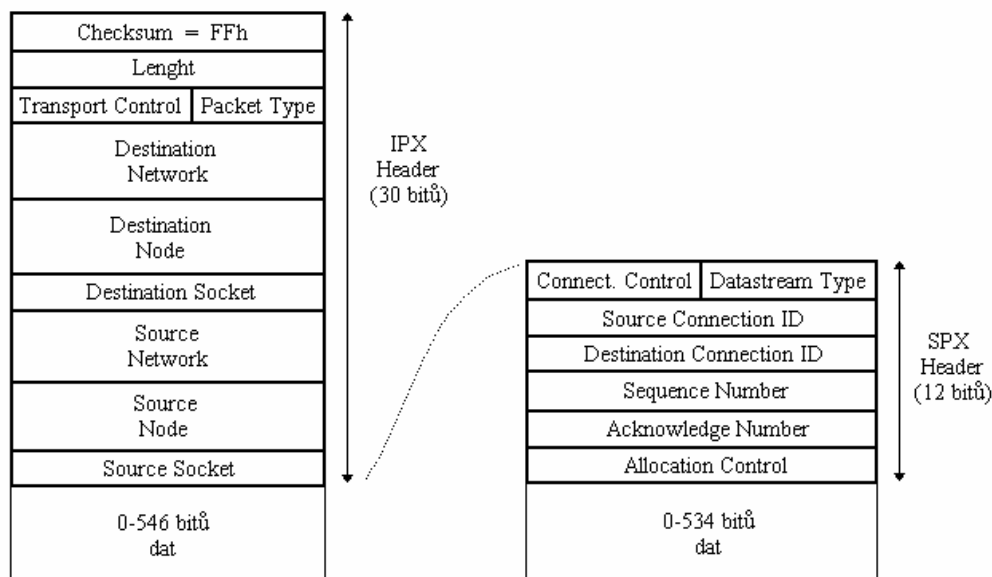 Checksum = FFh
Lenght
Transport Control
Packet Type
Destination
Network
Destination
Node
Destination Socket
Source
Network
Source
Node
Source Socket
0-546 bitů
dat
IPX
Header
(30 bitů)
Connect. Control
Datastream Type
Source Connection ID
Destination Connection ID
Sequence Number
Acknowledge Number
Allocation Control
0-534 bitů
dat
SPX
Header
(12 bitů)